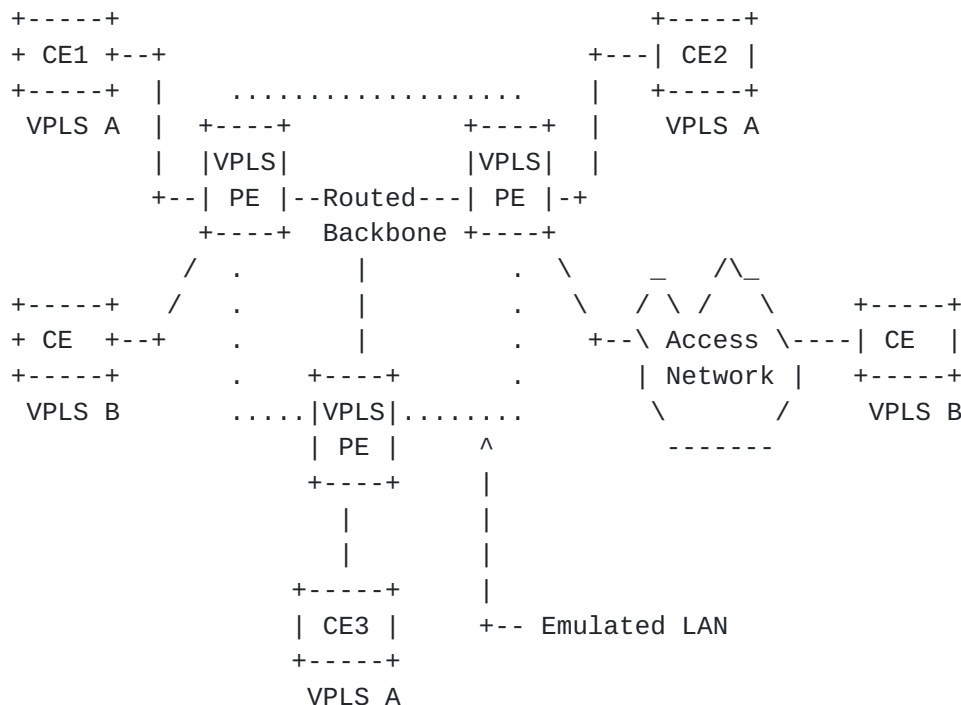 +-----+                                   +-----+
+ CE1 +--+                            +---| CE2 |
+-----+  |    ...................     |   +-----+
 VPLS A  |  +----+           +----+  |    VPLS A
         |  |VPLS|           |VPLS|  |
         +--| PE |--Routed---| PE |-+
            +----+  Backbone +----+
           /  .       |         .  \     _   /\_
+-----+   /   .       |         .   \   / \ /   \     +-----+
+ CE  +--+    .       |         .    +--\ Access \----| CE  |
+-----+       .    +----+       .       | Network |   +-----+
 VPLS B       .....|VPLS|........        \       /     VPLS B
                   | PE |     ^           -------
                   +----+     |
                     |        |
                     |        |
                  +-----+     |
                  | CE3 |     +-- Emulated LAN
                  +-----+
                   VPLS A